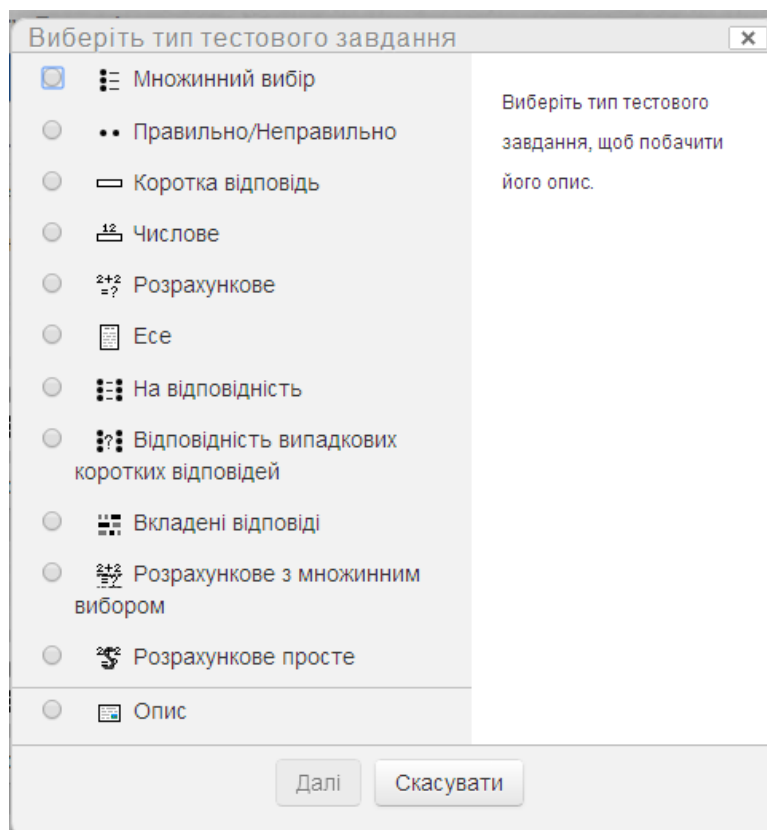 Виберіть тип тестового завдання
Множинний вибір
Правильно/Неправильно
Коротка відповідь
Числове
Розрахункове
Есе
На відповідність
Відповідність випадкових
коротких відповідей
Вкладені відповіді
Розрахункове з множинним
вибором
Розрахункове просте
Опис
Виберіть тип тестового
завдання, щоб побачити
його опис.
Далі
Скасувати